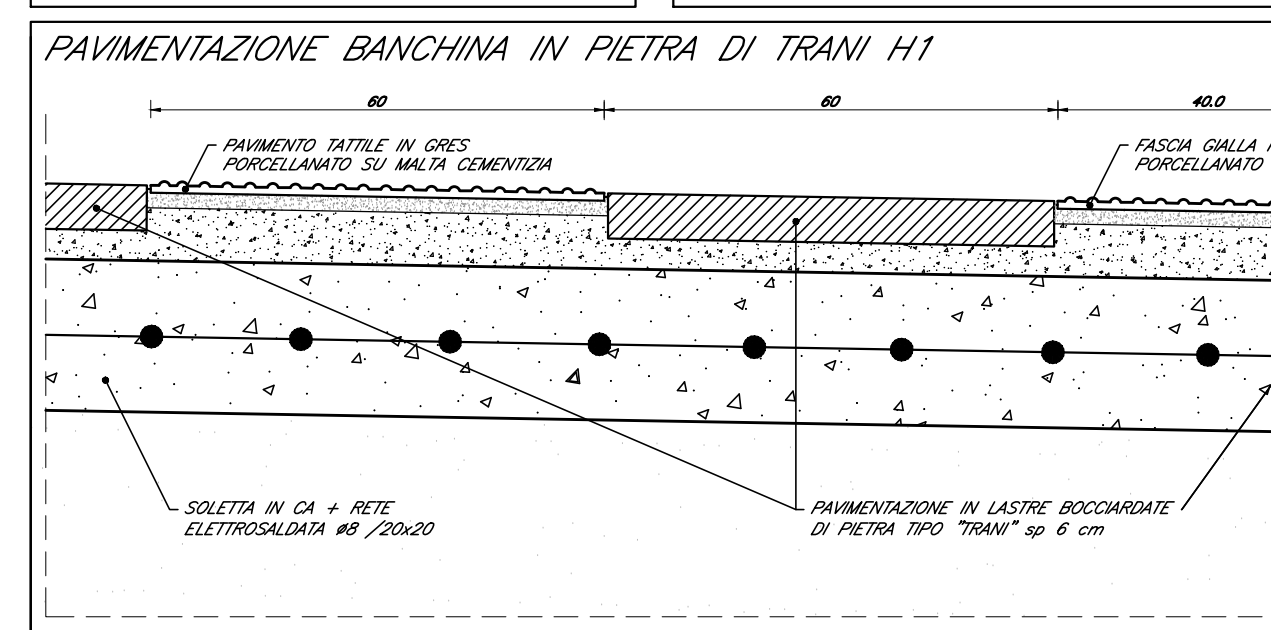 PAVIMENTAZIONE BANCHINA IN PIETRA DI TRANI H1
60
60
40.0
PAVIMENTO TATTILE IN GRES
PORCELLANATO SU MALTA CEMENTIZIA
FASCIA GIALLA
PORCELLANATO
SOLETTA IN CA + RETE
ELETTROSALDATA ø8 /20x20
PAVIMENTAZIONE IN LASTRE BOCCIARDATE
DI PIETRA TIPO "TRANI" sp 6 cm